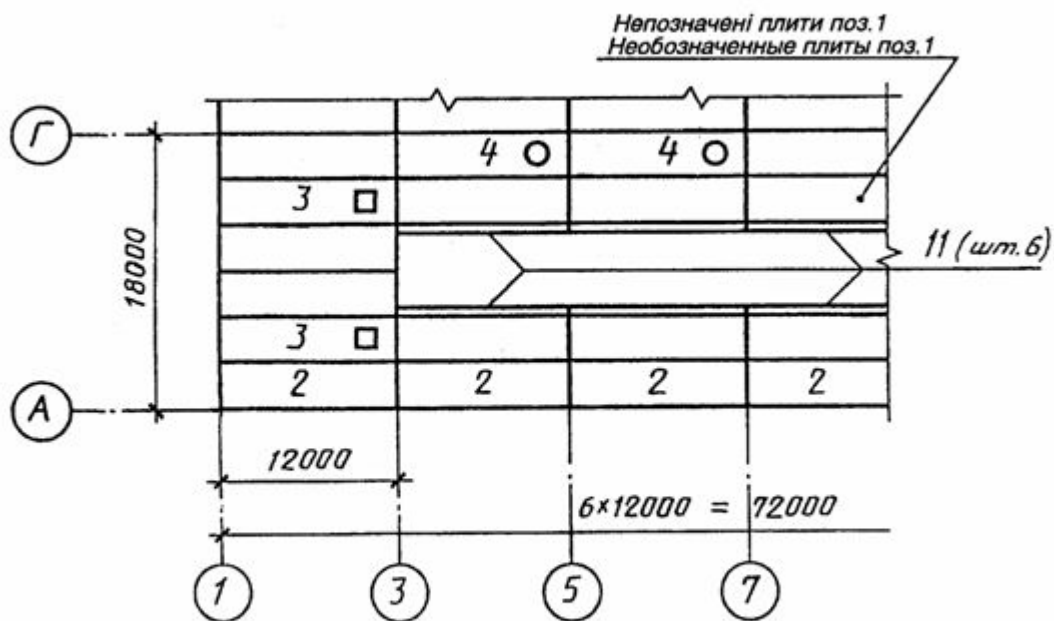 Непозначені плити поз.1
Необозначенные плиты поз.1
Г
4
4
3
18000
11 (шт.6)
3
2
2
2
2
А
12000
6×12000 = 72000
1
3
5
7